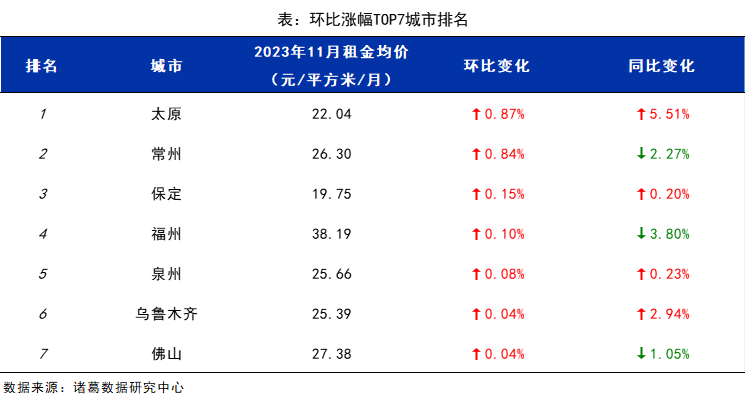 表：环比涨幅TOP7城市排名
排名 城市 2023年11月租金均价（元/平方米/月） 环比变化 同比变化
1 太原 22.04 ↑0.87% ↑5.51%
2 常州 26.30 ↑0.84% ↓2.27%
3 保定 19.75 ↑0.15% ↑0.20%
4 福州 38.19 ↑0.10% ↓3.80%
5 泉州 25.66 ↑0.08% ↑0.23%
6 乌鲁木齐 25.39 ↑0.04% ↑2.94%
7 佛山 27.38 ↑0.04% ↓1.05%
数据来源：诸葛数据研究中心